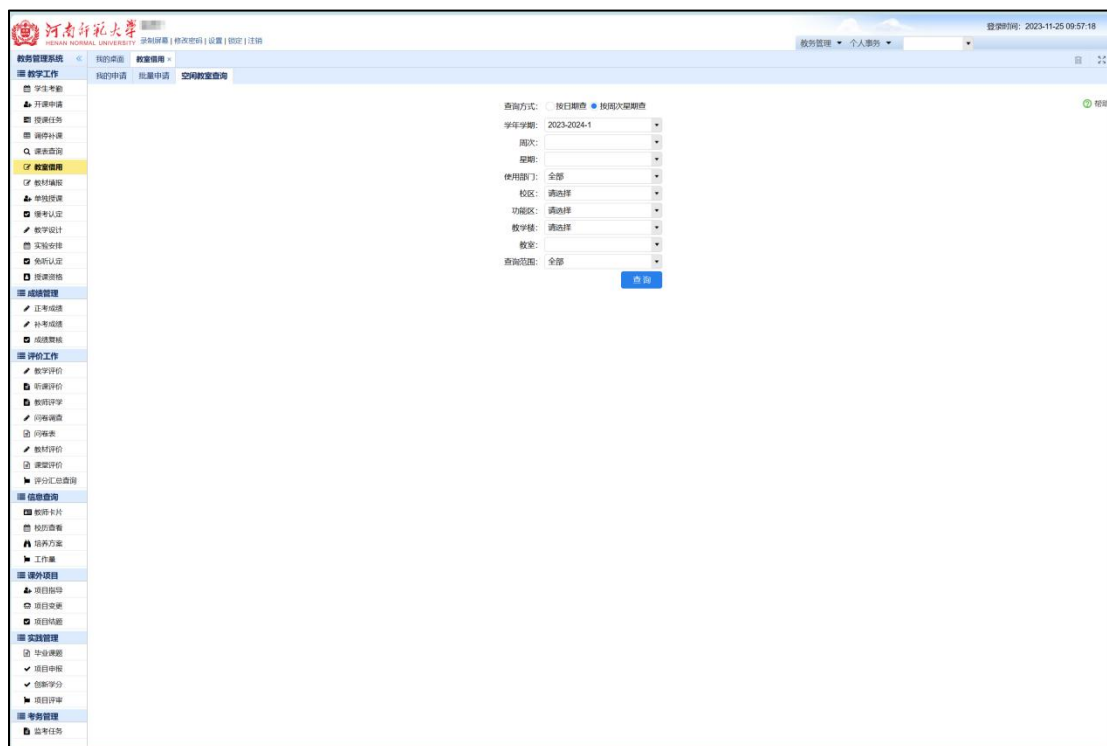 河南师范大学
HENAN NORMAL UNIVERSITY
录制屏幕 | 修改密码 | 设置 | 锁定 | 注销
登录时间: 2023-11-25 09:57:18
教务管理 个人事务
教务管理系统
我的桌面 教室借用 ×
我的申请 批量申请 空闲教室查询
教学工作
学生考勤
开课申请
授课任务
调停补课
课表查询
教室借用
教材填报
单独授课
缓考认定
教学设计
实验安排
免听认定
授课资格
成绩管理
正考成绩
补考成绩
成绩复核
评价工作
教学评价
听课评价
教师评学
问卷调查
问卷表
教材评价
课堂评价
评分汇总查询
信息查询
教师卡片
校历查看
培养方案
工作量
课外项目
项目指导
项目变更
项目结题
实践管理
毕业课题
项目申报
创新学分
项目评审
考务管理
监考任务
查询方式: 按日期查 按周次星期查
学年学期: 2023-2024-1
周次:
星期:
使用部门: 全部
校区: 请选择
功能区: 请选择
教学楼: 请选择
教室:
查询范围: 全部
查 询
帮助